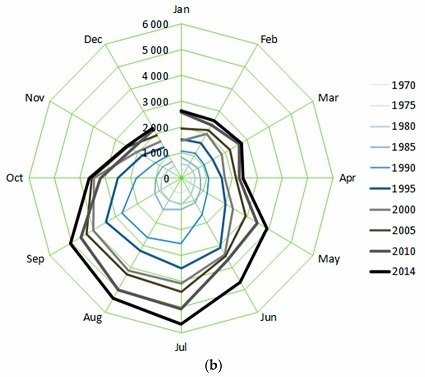 Jan
Feb
Mar
Apr
May
Jun
Jul
Aug
Sep
Oct
Nov
Dec
6 000
5 000
4 000
3 000
2 000
1 000
0
1970
1975
1980
1985
1990
1995
2000
2005
2010
2014
(b)